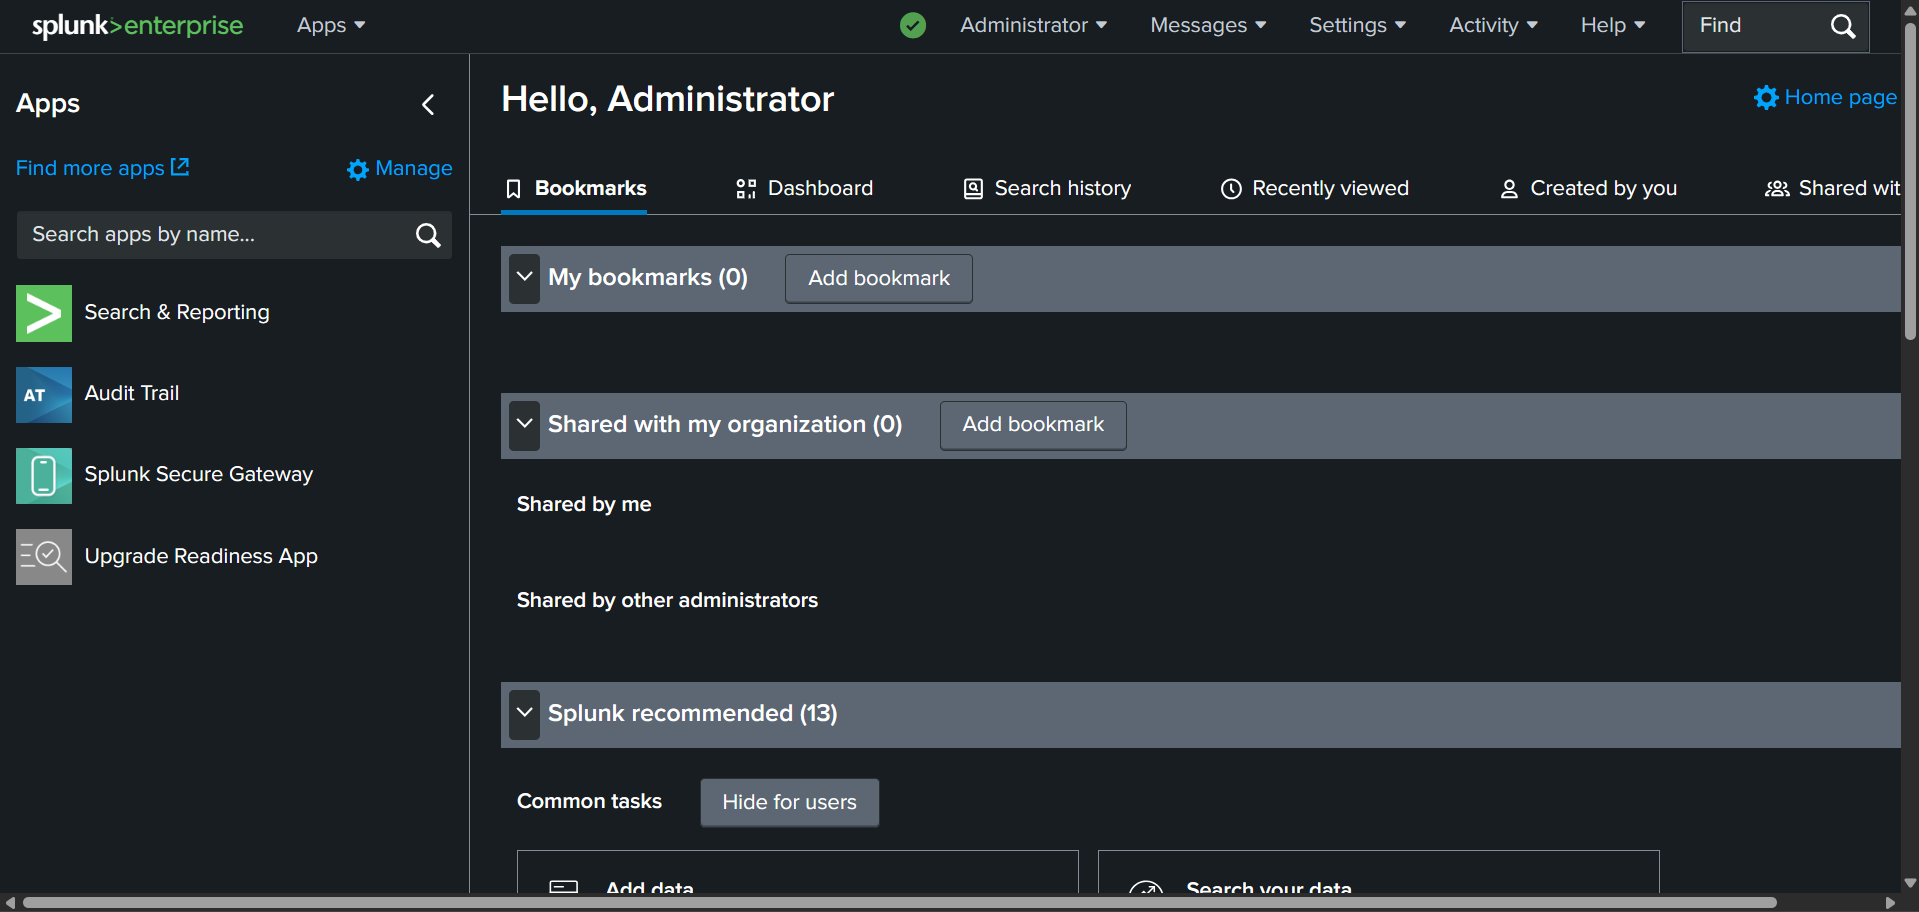 splunk>enterprise Apps Administrator Messages Settings Activity Help Find
Apps
Find more apps Manage
Search apps by name...
Search & Reporting
AT Audit Trail
Splunk Secure Gateway
Upgrade Readiness App
Hello, Administrator
Home page
Bookmarks Dashboard Search history Recently viewed Created by you Shared wit
My bookmarks (0) Add bookmark
Shared with my organization (0) Add bookmark
Shared by me
Shared by other administrators
Splunk recommended (13)
Common tasks Hide for users
Add data Search your data